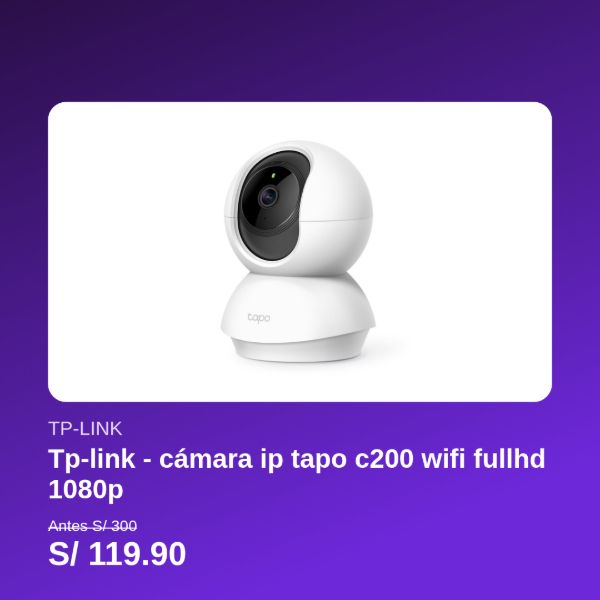 tapo
TP-LINK
Tp-link - cámara ip tapo c200 wifi fullhd
1080p
Antes S/ 300
S/ 119.90